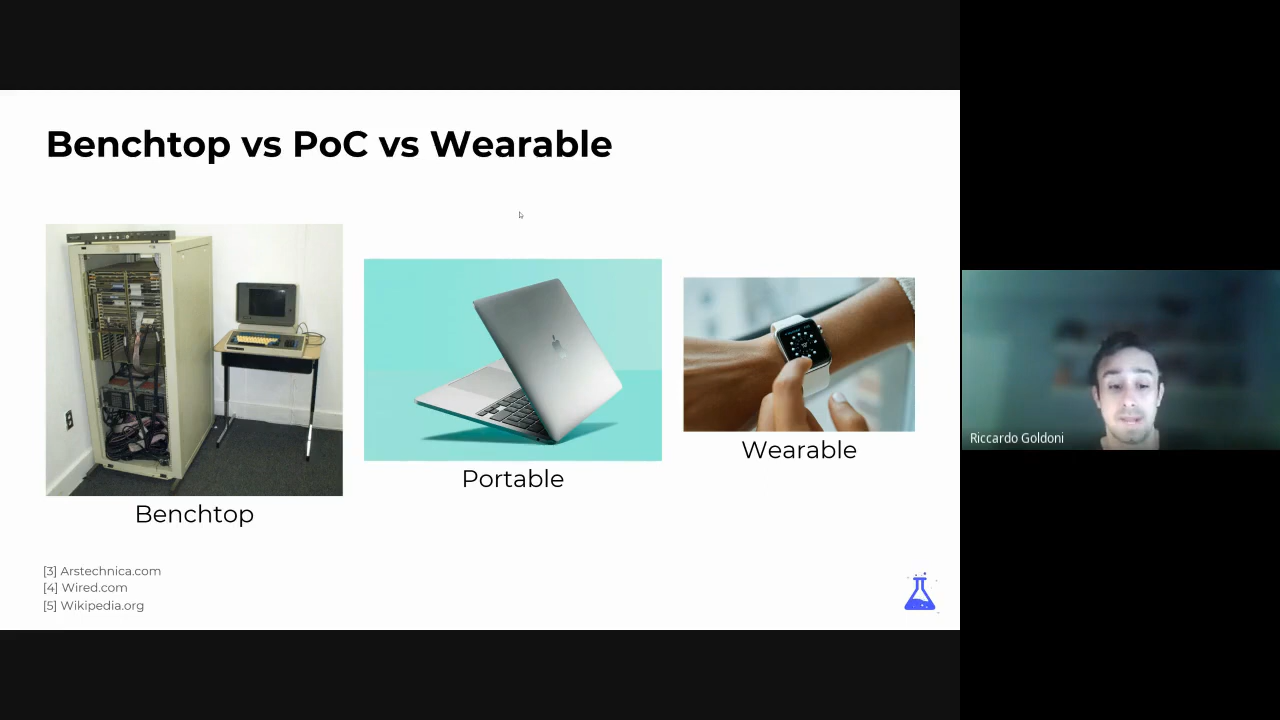 Benchtop vs PoC vs Wearable
Benchtop
Portable
Wearable
[3] Arstechnica.com
[4] Wired.com
[5] Wikipedia.org
Riccardo Goldoni